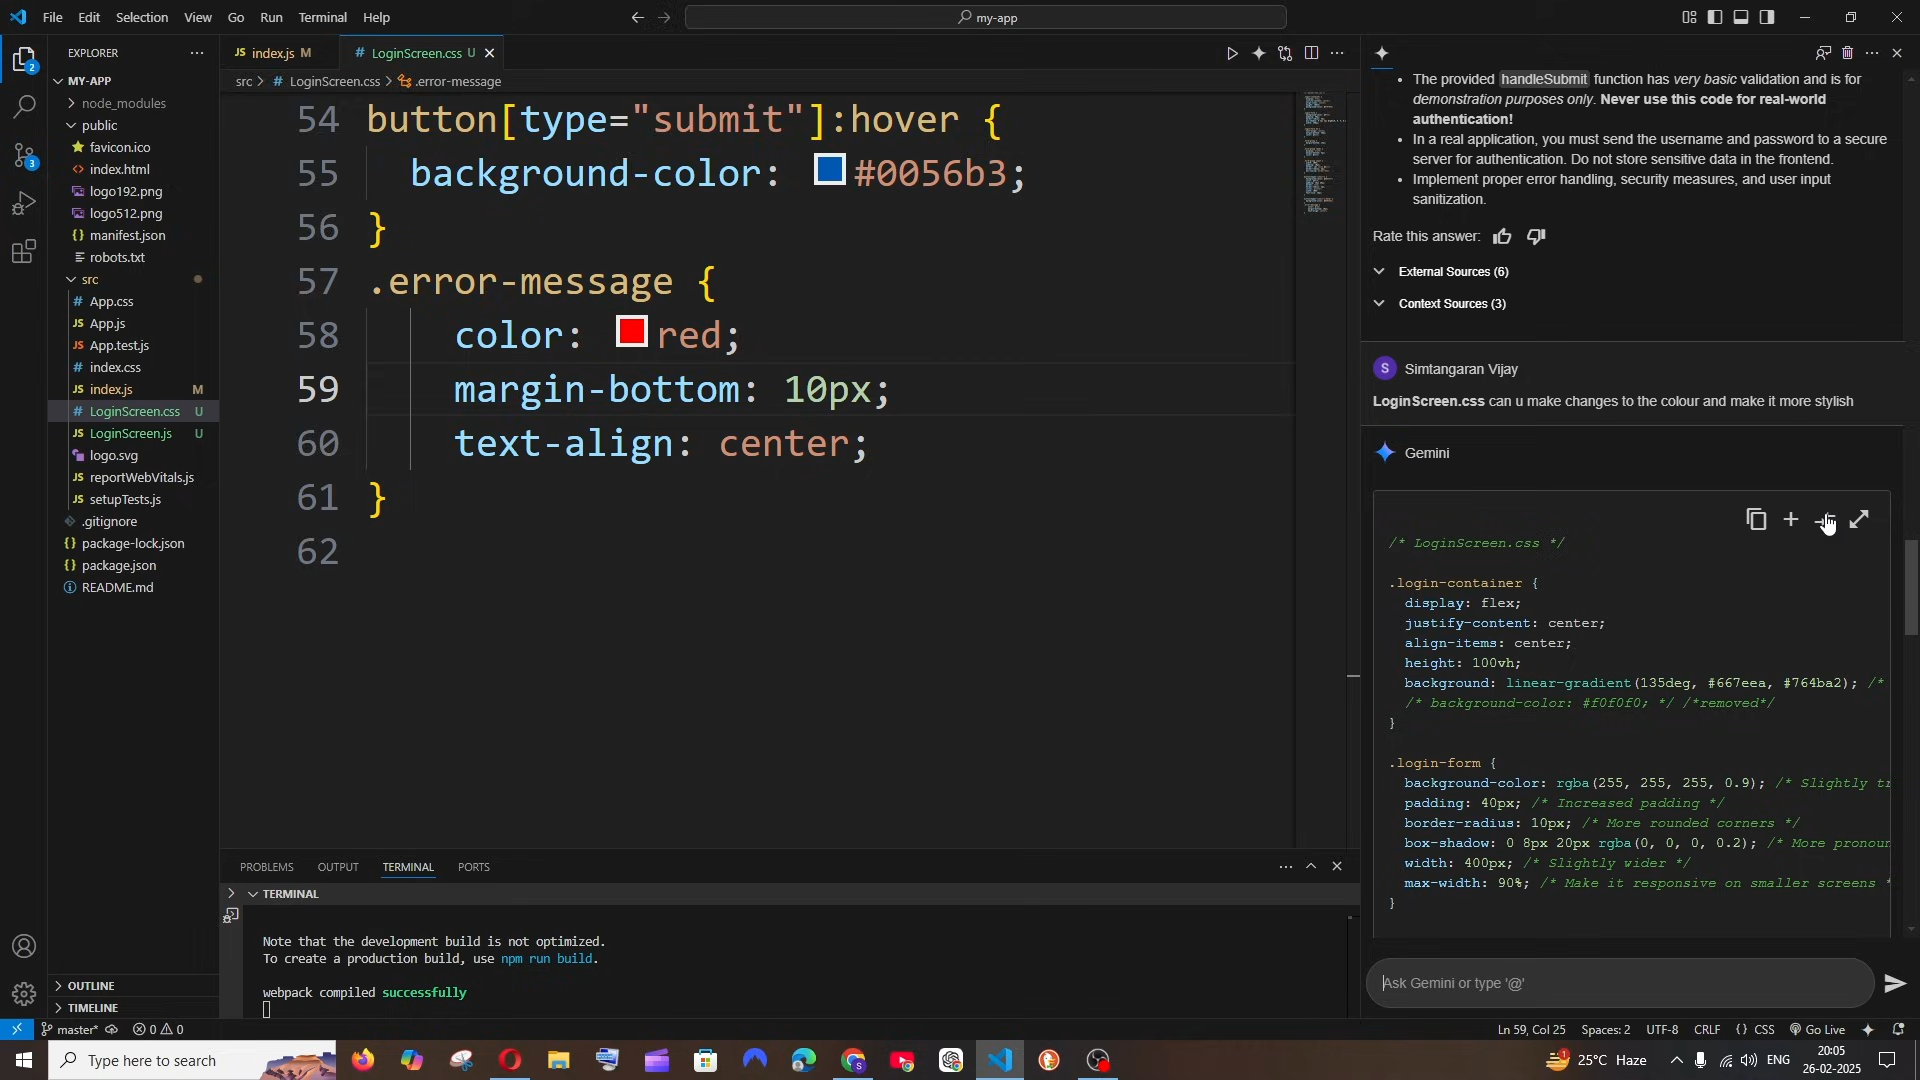 File Edit Selection View Go Run Terminal Help
my-app
EXPLORER
MY-APP
node_modules
public
favicon.ico
index.html
logo192.png
logo512.png
manifest.json
robots.txt
src
App.css
App.js
App.test.js
index.css
index.js M
LoginScreen.css U
LoginScreen.js U
logo.svg
reportWebVitals.js
setupTests.js
.gitignore
package-lock.json
package.json
README.md
OUTLINE
TIMELINE
index.js M
LoginScreen.css U
src > LoginScreen.css > .error-message
54 button[type="submit"]:hover {
55 background-color: #0056b3;
56 }
57 .error-message {
58 color: red;
59 margin-bottom: 10px;
60 text-align: center;
61 }
62
PROBLEMS OUTPUT TERMINAL PORTS
TERMINAL
Note that the development build is not optimized.
To create a production build, use npm run build.
webpack compiled successfully
The provided handleSubmit function has very basic validation and is for
demonstration purposes only. Never use this code for real-world
authentication!
In a real application, you must send the username and password to a secure
server for authentication. Do not store sensitive data in the frontend.
Implement proper error handling, security measures, and user input
sanitization.
Rate this answer:
External Sources (6)
Context Sources (3)
S Simtangaran Vijay
LoginScreen.css can u make changes to the colour and make it more stylish
Gemini
/* LoginScreen.css */
.login-container {
display: flex;
justify-content: center;
align-items: center;
height: 100vh;
background: linear-gradient(135deg, #667eea, #764ba2); /*
/* background-color: #f0f0f0; */ /*removed*/
}
.login-form {
background-color: rgba(255, 255, 255, 0.9); /* Slightly
padding: 40px; /* Increased padding */
border-radius: 10px; /* More rounded corners */
box-shadow: 0 8px 20px rgba(0, 0, 0, 0.2); /* More
width: 400px; /* Slightly wider */
max-width: 90%; /* Make it responsive on smaller screens *
}
Ask Gemini or type '@'
master* 0 0
Ln 59, Col 25 Spaces: 2 UTF-8 CRLF {} CSS Go Live
Type here to search
25°C Haze
ENG
20:05
26-02-2025